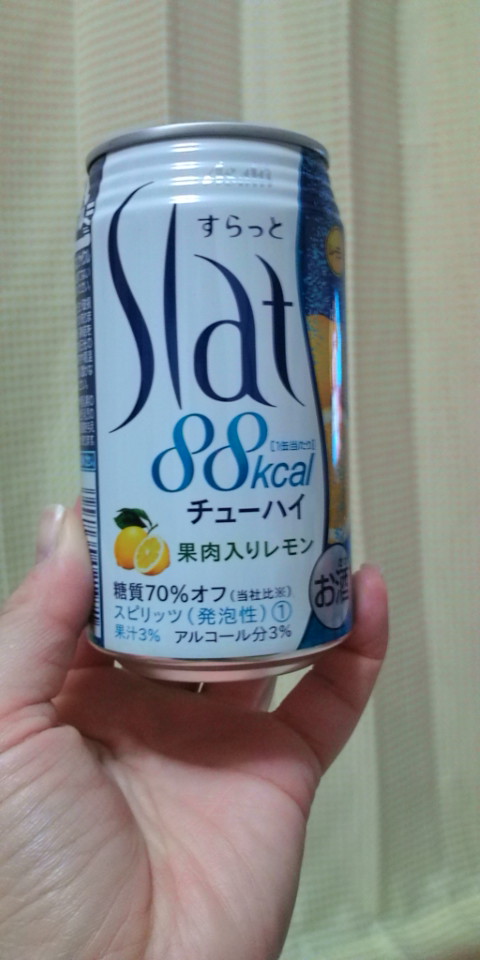 Asahi
すらっと
Slat
88kcal
【1缶当たり】
チューハイ
果肉入りレモン
糖質70%オフ(当社比※)
スピリッツ(発泡性)①
果汁3% アルコール分3%
お酒